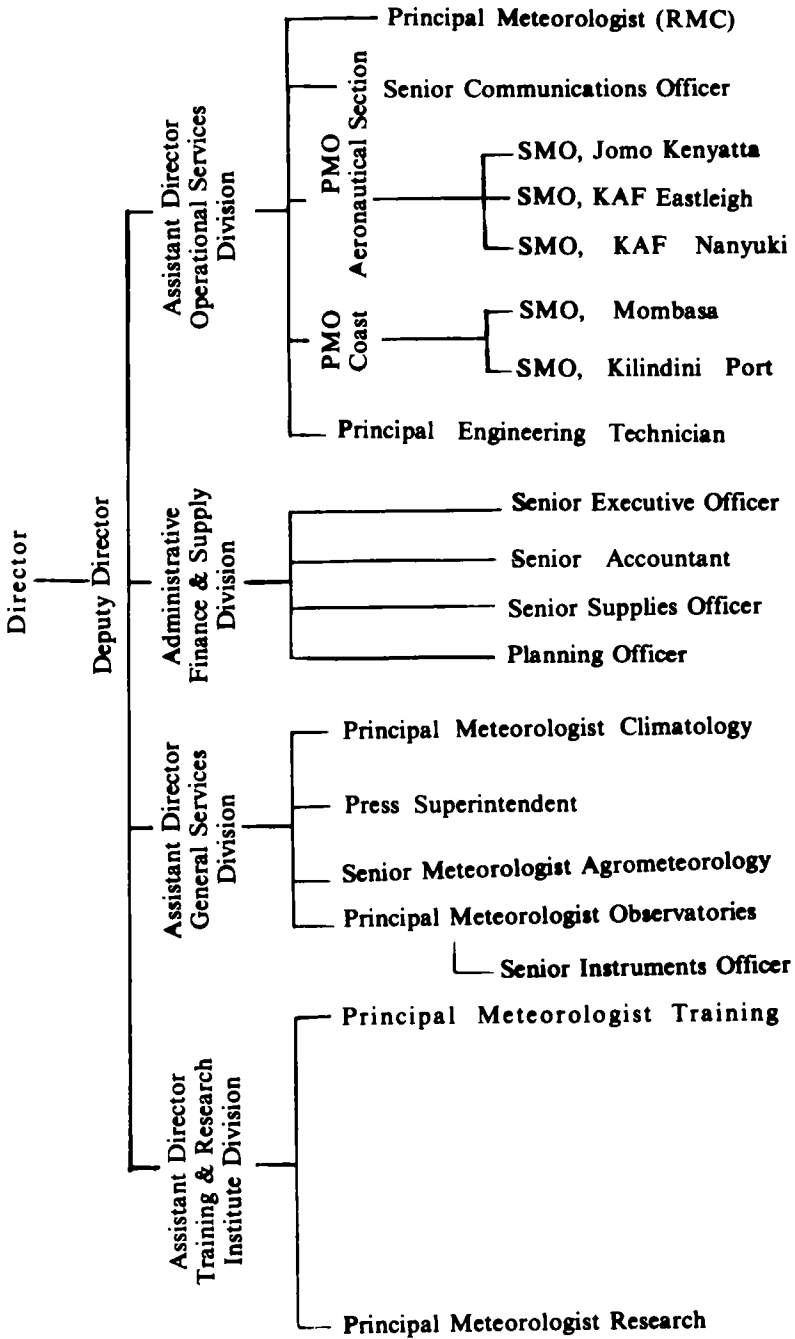 Director
Deputy Director
Assistant Director
Operational Services
Division
Principal Meteorologist (RMC)
Senior Communications Officer
PMO
Aeronautical Section
SMO, Jomo Kenyatta
SMO, KAF Eastleigh
SMO, KAF Nanyuki
PMO
Coast
SMO, Mombasa
SMO, Kilindini Port
Principal Engineering Technician
Administrative
Finance & Supply
Division
Senior Executive Officer
Senior Accountant
Senior Supplies Officer
Planning Officer
Assistant Director
General Services
Division
Principal Meteorologist Climatology
Press Superintendent
Senior Meteorologist Agrometeorology
Principal Meteorologist Observatories
Senior Instruments Officer
Assistant Director
Training & Research
Institute Division
Principal Meteorologist Training
Principal Meteorologist Research